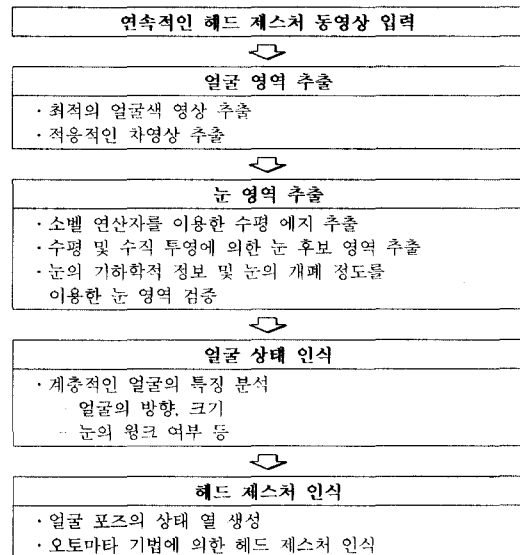 연속적인 헤드 제스처 동영상 입력
얼굴 영역 추출
· 최적의 얼굴색 영상 추출
· 적응적인 차영상 추출
눈 영역 추출
· 소벨 연산자를 이용한 수평 에지 추출
· 수평 및 수직 투영에 의한 눈 후보 영역 추출
· 눈의 기하학적 정보 및 눈의 개폐 정도를
이용한 눈 영역 검증
얼굴 상태 인식
· 계층적인 얼굴의 특징 분석
- 얼굴의 방향, 크기
- 눈의 윙크 여부 등
헤드 제스처 인식
· 얼굴 포즈의 상태 열 생성
· 오토마타 기법에 의한 헤드 제스처 인식